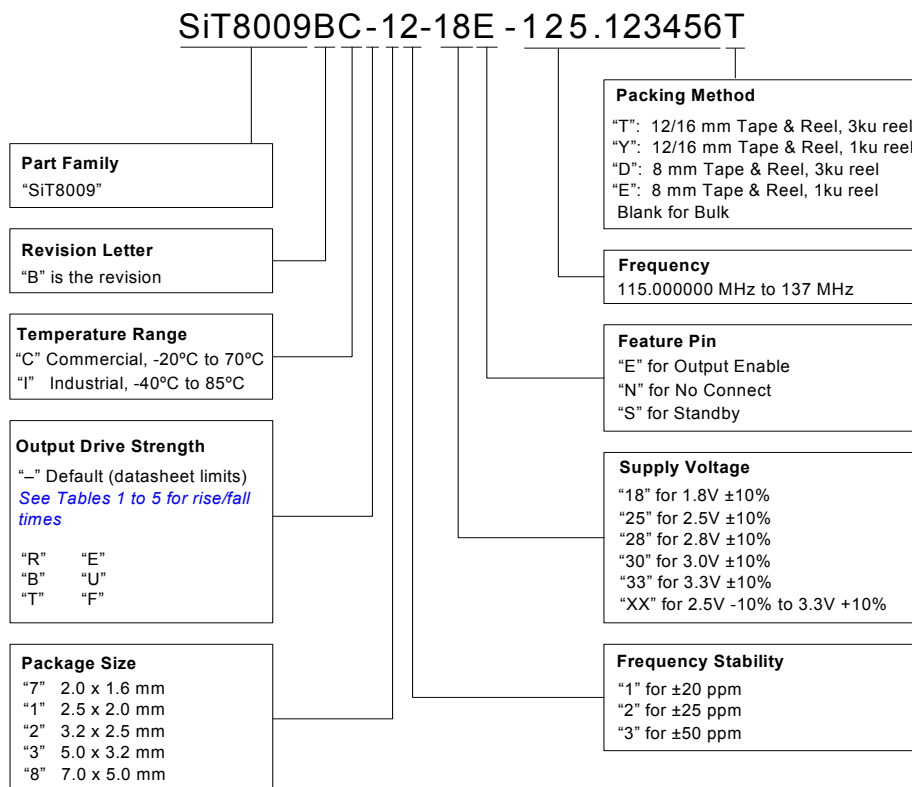 SiT8009BC-12-18E-125.123456T
Part Family
“SiT8009”
Revision Letter
“B” is the revision
Temperature Range
“C” Commercial, -20ºC to 70ºC
“I” Industrial, -40ºC to 85ºC
Output Drive Strength
“–” Default (datasheet limits)
See Tables 1 to 5 for rise/fall
times
“R” “E”
“B” “U”
“T” “F”
Package Size
“7” 2.0 x 1.6 mm
“1” 2.5 x 2.0 mm
“2” 3.2 x 2.5 mm
“3” 5.0 x 3.2 mm
“8” 7.0 x 5.0 mm
Packing Method
“T”: 12/16 mm Tape & Reel, 3ku reel
“Y”: 12/16 mm Tape & Reel, 1ku reel
“D”: 8 mm Tape & Reel, 3ku reel
“E”: 8 mm Tape & Reel, 1ku reel
Blank for Bulk
Frequency
115.000000 MHz to 137 MHz
Feature Pin
“E” for Output Enable
“N” for No Connect
“S” for Standby
Supply Voltage
“18” for 1.8V ±10%
“25” for 2.5V ±10%
“28” for 2.8V ±10%
“30” for 3.0V ±10%
“33” for 3.3V ±10%
“XX” for 2.5V -10% to 3.3V +10%
Frequency Stability
“1” for ±20 ppm
“2” for ±25 ppm
“3” for ±50 ppm